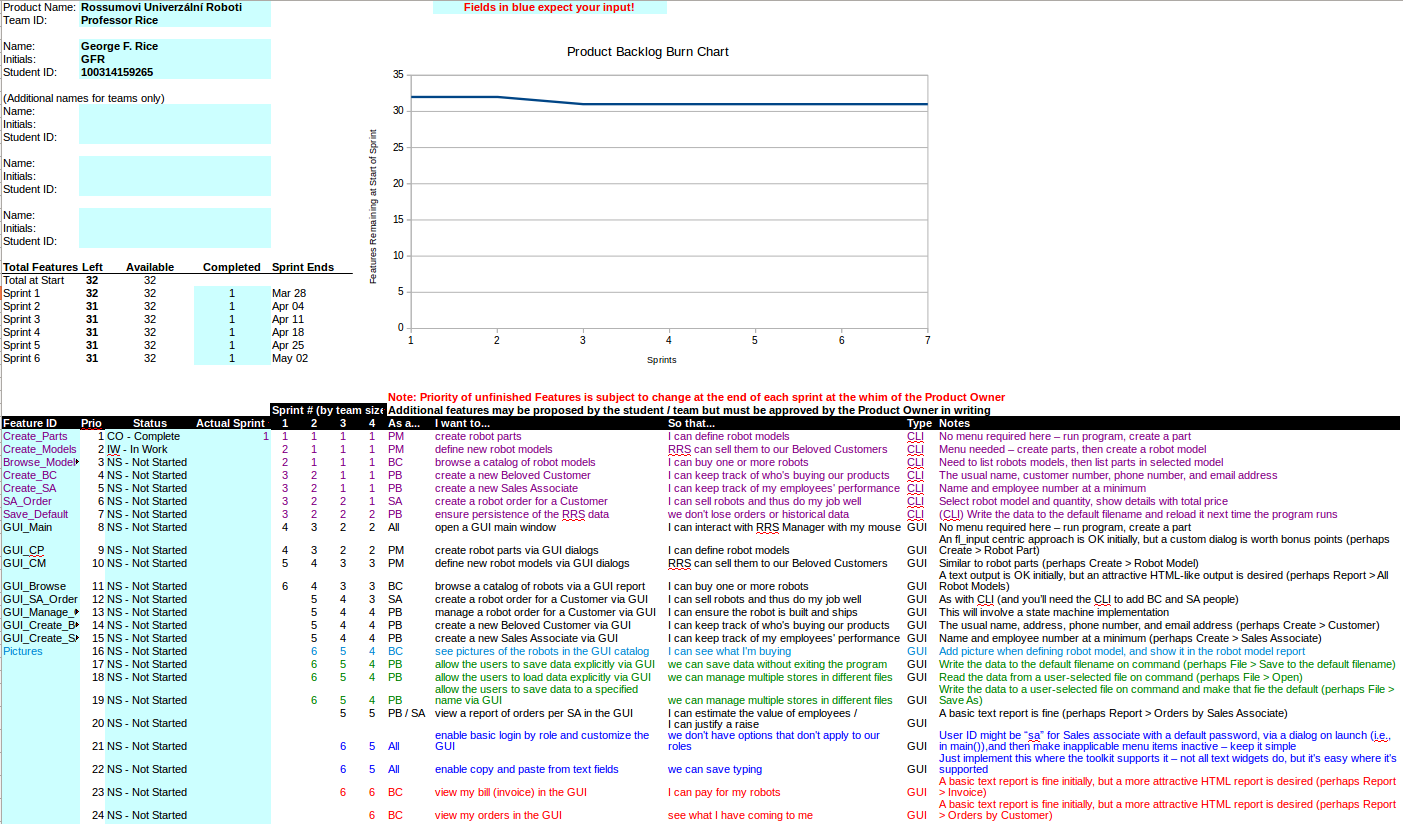 Product Name: Rossumovi Univerzální Roboti Fields in blue expect your input!
Team ID: Professor Rice
Name: George F. Rice
Initials: GFR
Student ID: 100314159265
(Additional names for teams only)
Name:
Initials:
Student ID:
Name:
Initials:
Student ID:
Name:
Initials:
Student ID:
Total Features Left Available Completed Sprint Ends
Total at Start 32 32
Sprint 1 32 32 1 Mar 28
Sprint 2 31 32 1 Apr 04
Sprint 3 31 32 1 Apr 11
Sprint 4 31 32 1 Apr 18
Sprint 5 31 32 1 Apr 25
Sprint 6 31 32 1 May 02
Product Backlog Burn Chart
Features Remaining at Start of Sprint
35
30
25
20
15
10
5
0
1 2 3 4 5 6 7
Sprints
Note: Priority of unfinished Features is subject to change at the end of each sprint at the whim of the Product Owner
Sprint # (by team size Additional features may be proposed by the student / team but must be approved by the Product Owner in writing
Feature ID Prio Status Actual Sprint 1 2 3 4 As a... I want to... So that... Type Notes
Create_Parts 1 CO - Complete 1 1 1 1 1 PM create robot parts I can define robot models CLI No menu required here – run program, create a part
Create_Models 2 IW - In Work 2 1 1 1 PM define new robot models RRS can sell them to our Beloved Customers CLI Menu needed – create parts, then create a robot model
Browse_Model 3 NS - Not Started 2 1 1 1 BC browse a catalog of robot models I can buy one or more robots CLI Need to list robots models, then list parts in selected model
Create_BC 4 NS - Not Started 3 2 1 1 PB create a new Beloved Customer I can keep track of who's buying our products CLI The usual name, customer number, phone number, and email address
Create_SA 5 NS - Not Started 3 2 1 1 PB create a new Sales Associate I can keep track of my employees' performance CLI Name and employee number at a minimum
SA_Order 6 NS - Not Started 3 2 2 1 SA create a robot order for a Customer I can sell robots and thus do my job well CLI Select robot model and quantity, show details with total price
Save_Default 7 NS - Not Started 3 2 2 2 PB ensure persistence of the RRS data we don't lose orders or historical data CLI (CLI) Write the data to the default filename and reload it next time the program runs
GUI_Main 8 NS - Not Started 4 3 2 2 All open a GUI main window I can interact with RRS Manager with my mouse GUI No menu required here – run program, create a part
An fl_input centric approach is OK initially, but a custom dialog is worth bonus points (perhaps
GUI_CP 9 NS - Not Started 4 3 2 2 PM create robot parts via GUI dialogs I can define robot models GUI Create > Robot Part)
GUI_CM 10 NS - Not Started 5 4 3 3 PM define new robot models via GUI dialogs RRS can sell them to our Beloved Customers GUI Similar to robot parts (perhaps Create > Robot Model)
A text output is OK initially, but an attractive HTML-like output is desired (perhaps Report > All
GUI_Browse 11 NS - Not Started 6 4 3 3 BC browse a catalog of robots via a GUI report I can buy one or more robots GUI Robot Models)
GUI_SA_Order 12 NS - Not Started 5 4 3 SA create a robot order for a Customer via GUI I can sell robots and thus do my job well GUI As with CLI (and you'll need the CLI to add BC and SA people)
GUI_Manage_ 13 NS - Not Started 5 4 4 PB manage a robot order for a Customer via GUI I can ensure the robot is built and ships GUI This will involve a state machine implementation
GUI_Create_B 14 NS - Not Started 5 4 4 PB create a new Beloved Customer via GUI I can keep track of who's buying our products GUI The usual name, address, phone number, and email address (perhaps Create > Customer)
GUI_Create_S 15 NS - Not Started 5 4 4 PB create a new Sales Associate via GUI I can keep track of my employees' performance GUI Name and employee number at a minimum (perhaps Create > Sales Associate)
Pictures 16 NS - Not Started 6 5 4 BC see pictures of the robots in the GUI catalog I can see what I'm buying GUI Add picture when defining robot model, and show it in the robot model report
17 NS - Not Started 6 5 4 PB allow the users to save data explicitly via GUI we can save data without exiting the program GUI Write the data to the default filename on command (perhaps File > Save to the default filename)
18 NS - Not Started 6 5 4 PB allow the users to load data explicitly via GUI we can manage multiple stores in different files GUI Read the data from a user-selected file on command (perhaps File > Open)
allow the users to save data to a specified Write the data to a user-selected file on command and make that fie the default (perhaps File >
19 NS - Not Started 6 5 4 PB name via GUI we can manage multiple stores in different files GUI Save As)
5 5 PB / SA view a report of orders per SA in the GUI I can estimate the value of employees / A basic text report is fine (perhaps Report > Orders by Sales Associate)
20 NS - Not Started I can justify a raise GUI
enable basic login by role and customize the we don't have options that don't apply to our User ID might be “sa” for Sales associate with a default password, via a dialog on launch (i.e.,
21 NS - Not Started 6 5 All GUI roles GUI in main()),and then make inapplicable menu items inactive – keep it simple
Just implement this where the toolkit supports it – not all text widgets do, but it's easy where it's
22 NS - Not Started 6 5 All enable copy and paste from text fields we can save typing GUI supported
A basic text report is fine initially, but a more attractive HTML report is desired (perhaps Report
23 NS - Not Started 6 6 BC view my bill (invoice) in the GUI I can pay for my robots GUI > Invoice)
A basic text report is fine initially, but a more attractive HTML report is desired (perhaps Report
24 NS - Not Started 6 BC view my orders in the GUI see what I have coming to me GUI > Orders by Customer)